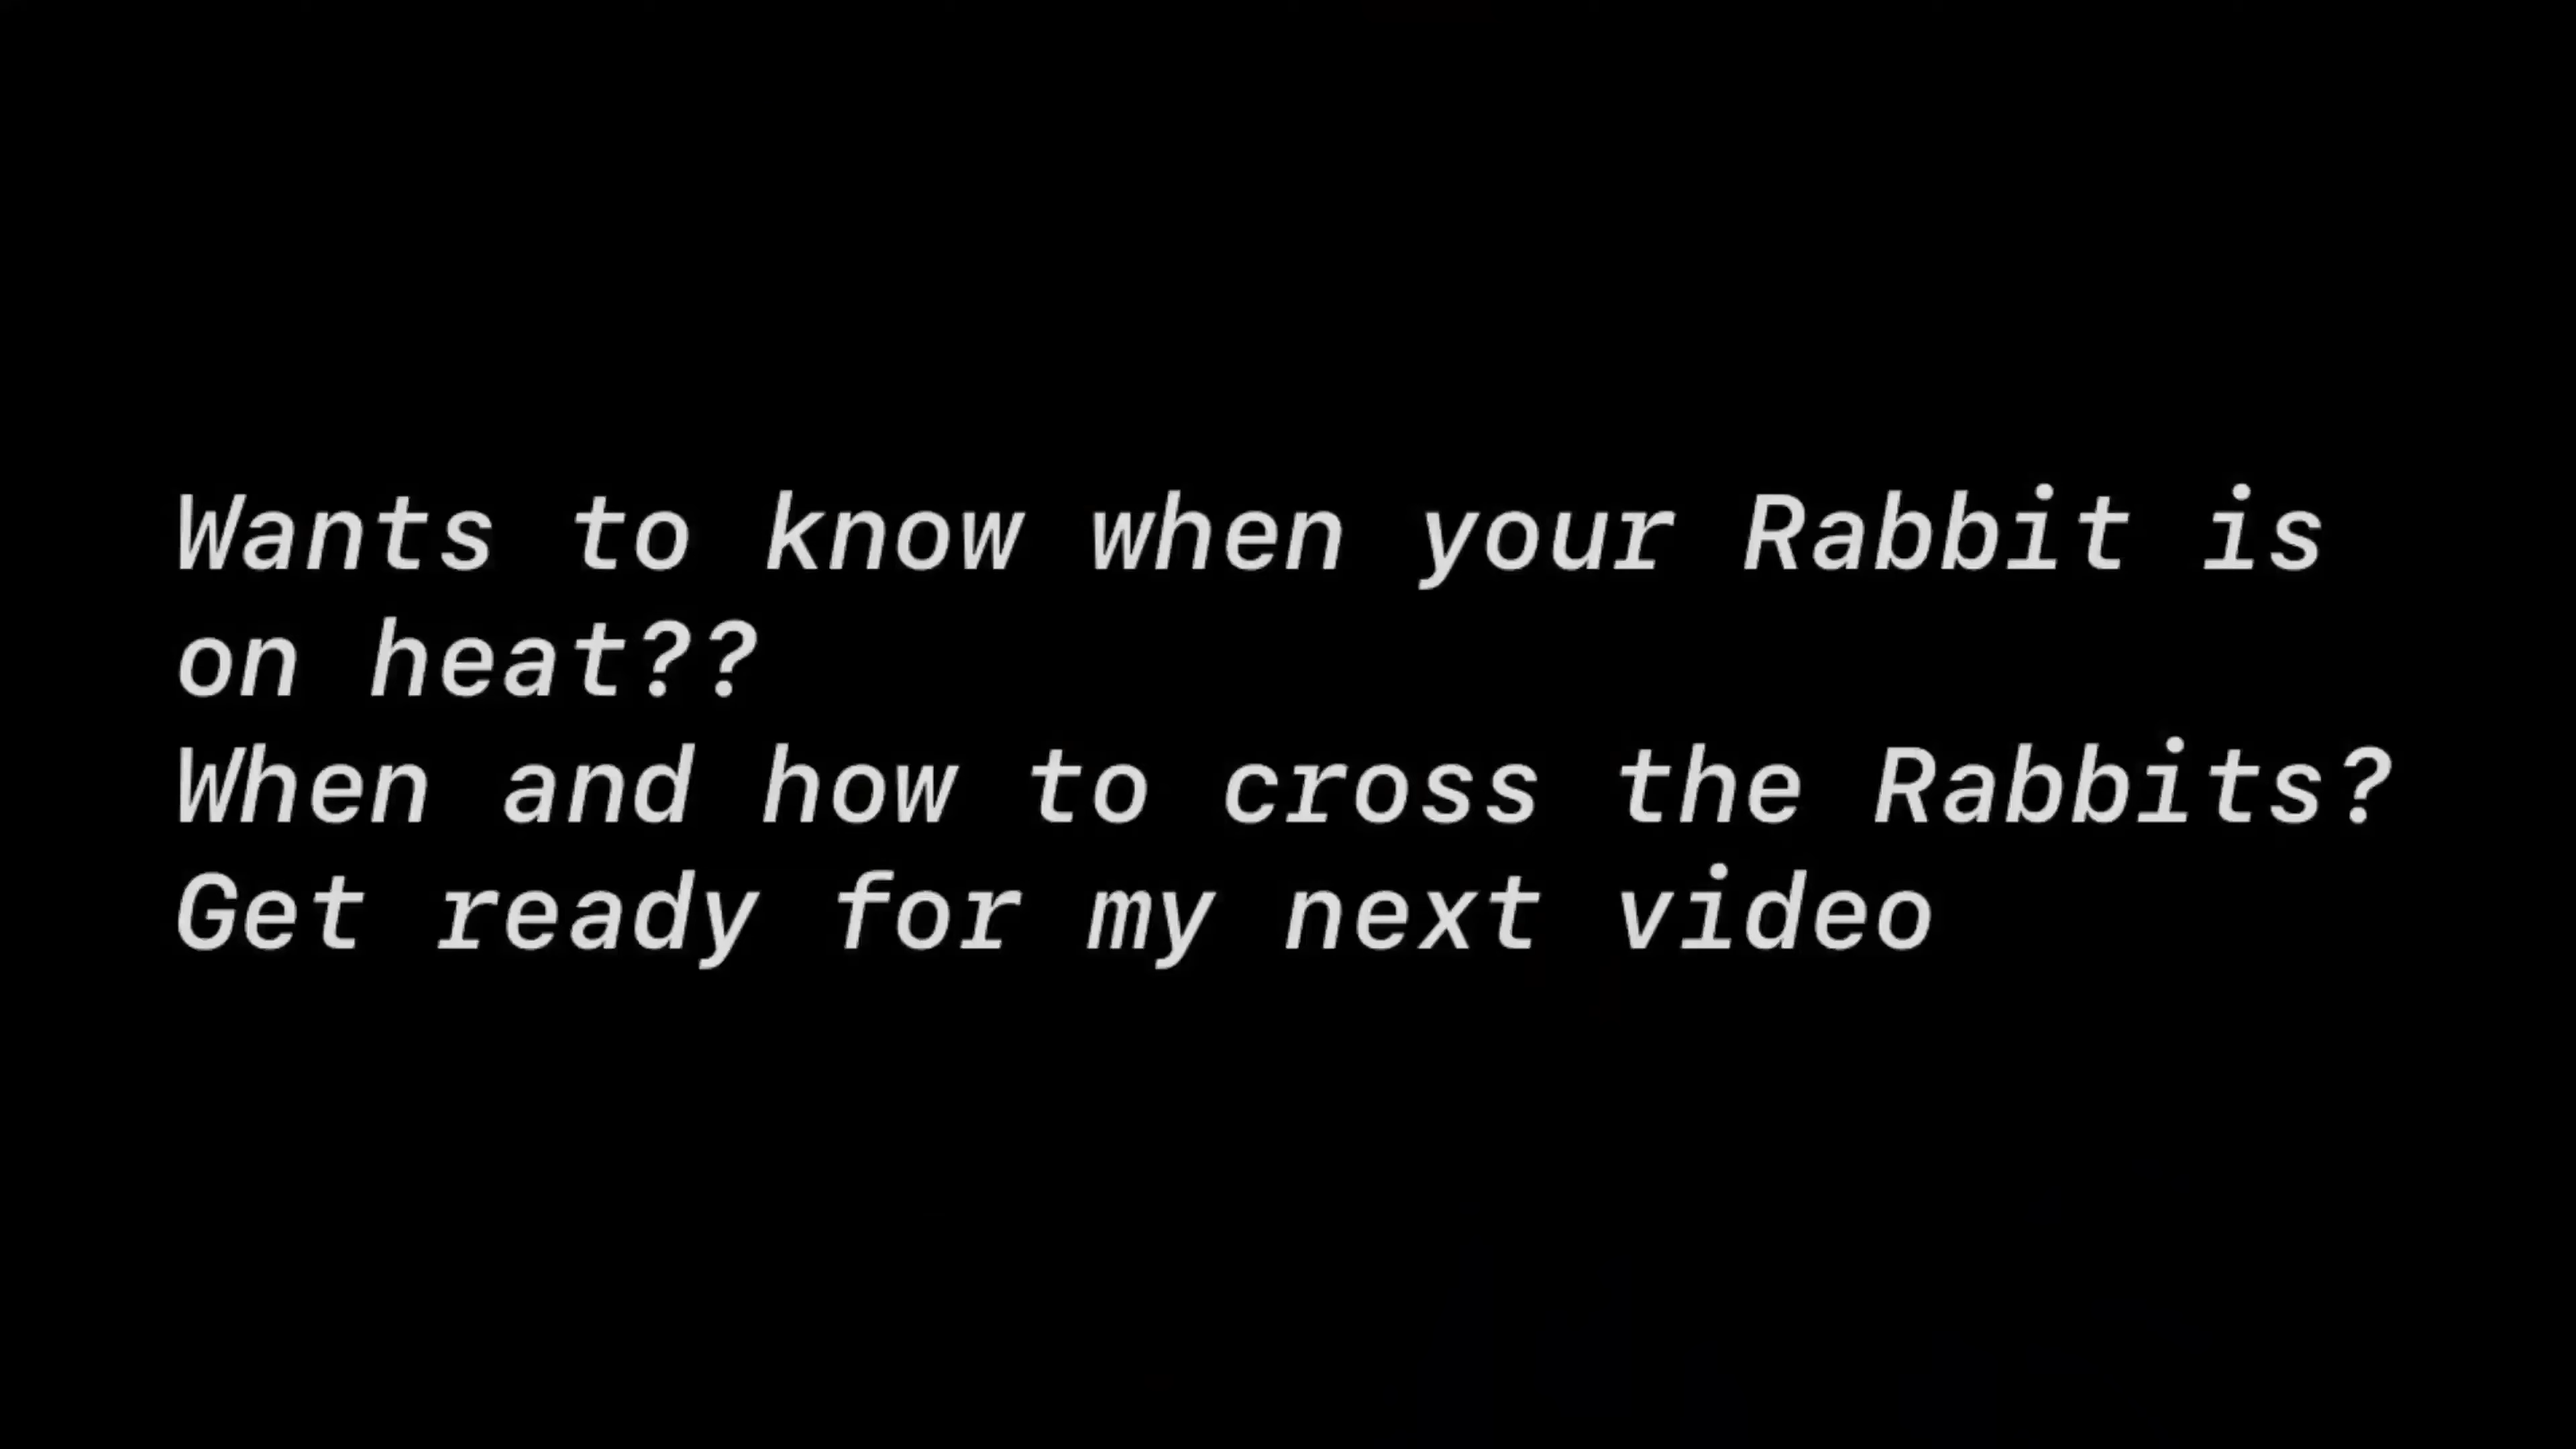 Wants to know when your Rabbit is
on heat??
When and how to cross the Rabbits?
Get ready for my next video